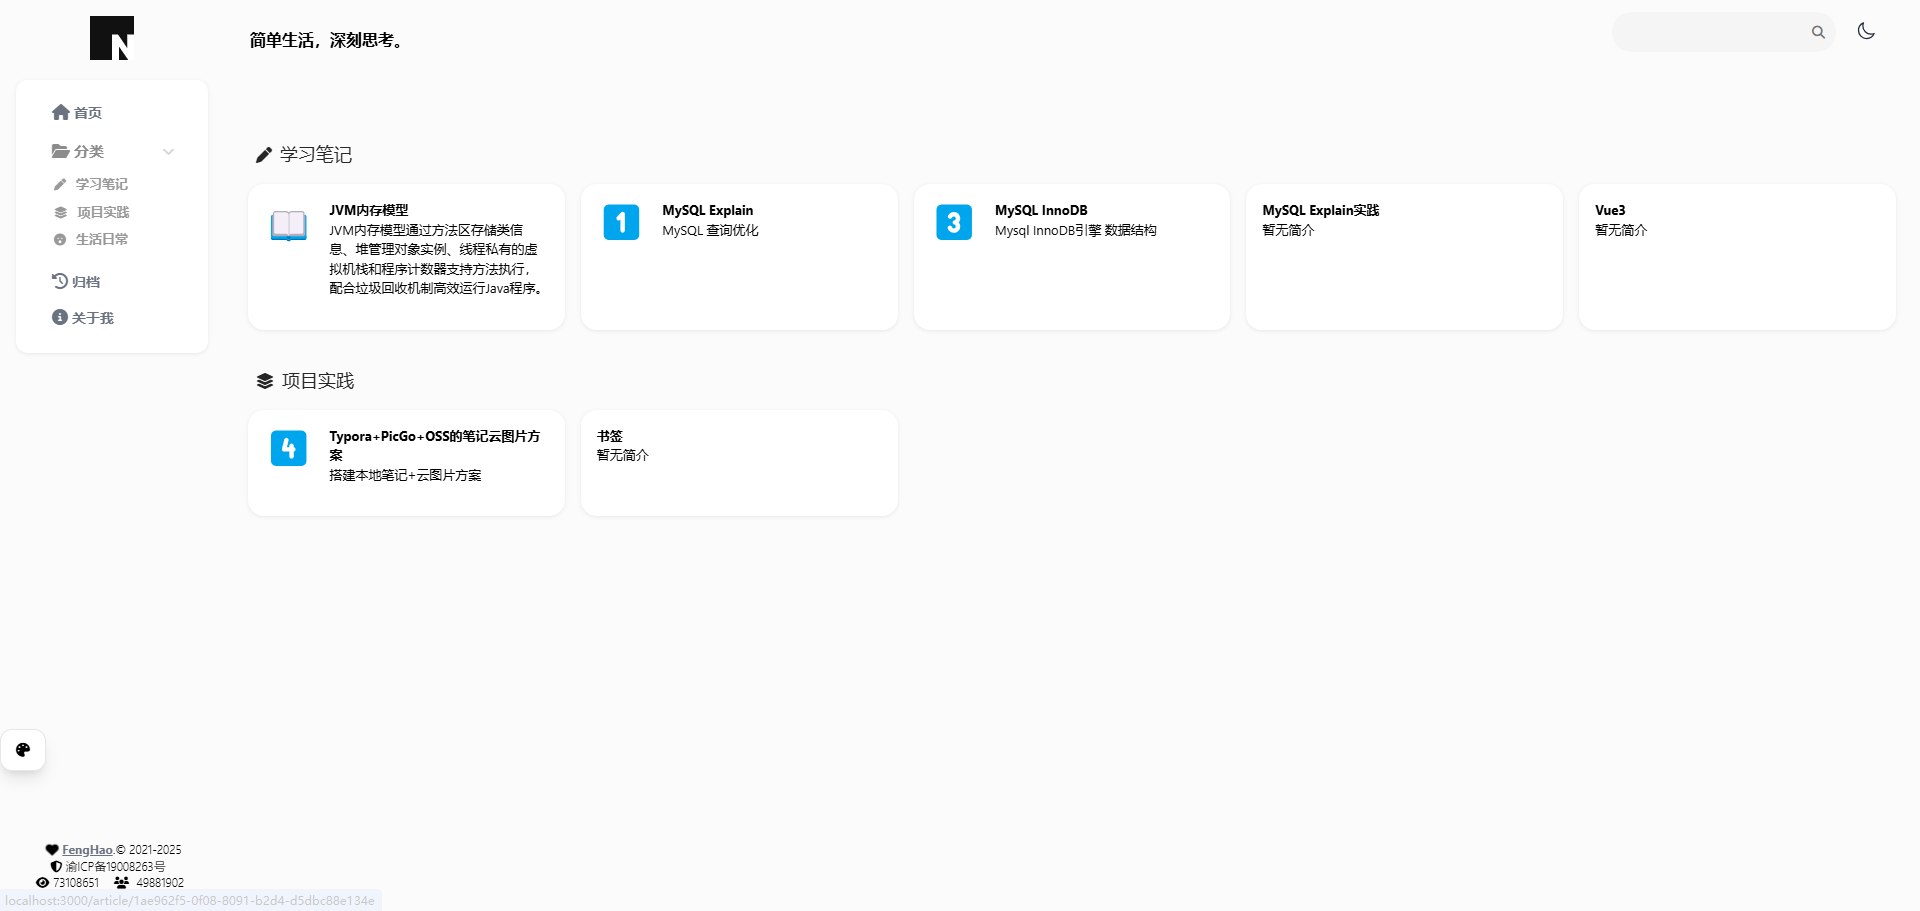 N
简单生活，深刻思考。
首页
分类
学习笔记
项目实践
生活日常
归档
关于我
学习笔记
JVM内存模型
JVM内存模型通过方法区存储类信
息、堆管理对象实例、线程私有的虚
拟机栈和程序计数器支持方法执行，
配合垃圾回收机制高效运行Java程序。
1
MySQL Explain
MySQL 查询优化
3
MySQL InnoDB
Mysql InnoDB引擎 数据结构
MySQL Explain实践
暂无简介
Vue3
暂无简介
项目实践
4
Typora+PicGo+OSS的笔记云图片方
案
搭建本地笔记+云图片方案
书签
暂无简介
FengHao.© 2021-2025
渝ICP备19008263号
73108651 49881902
localhost:3000/article/1ae962f5-0f08-8091-b2d4-d5dbc88e134e